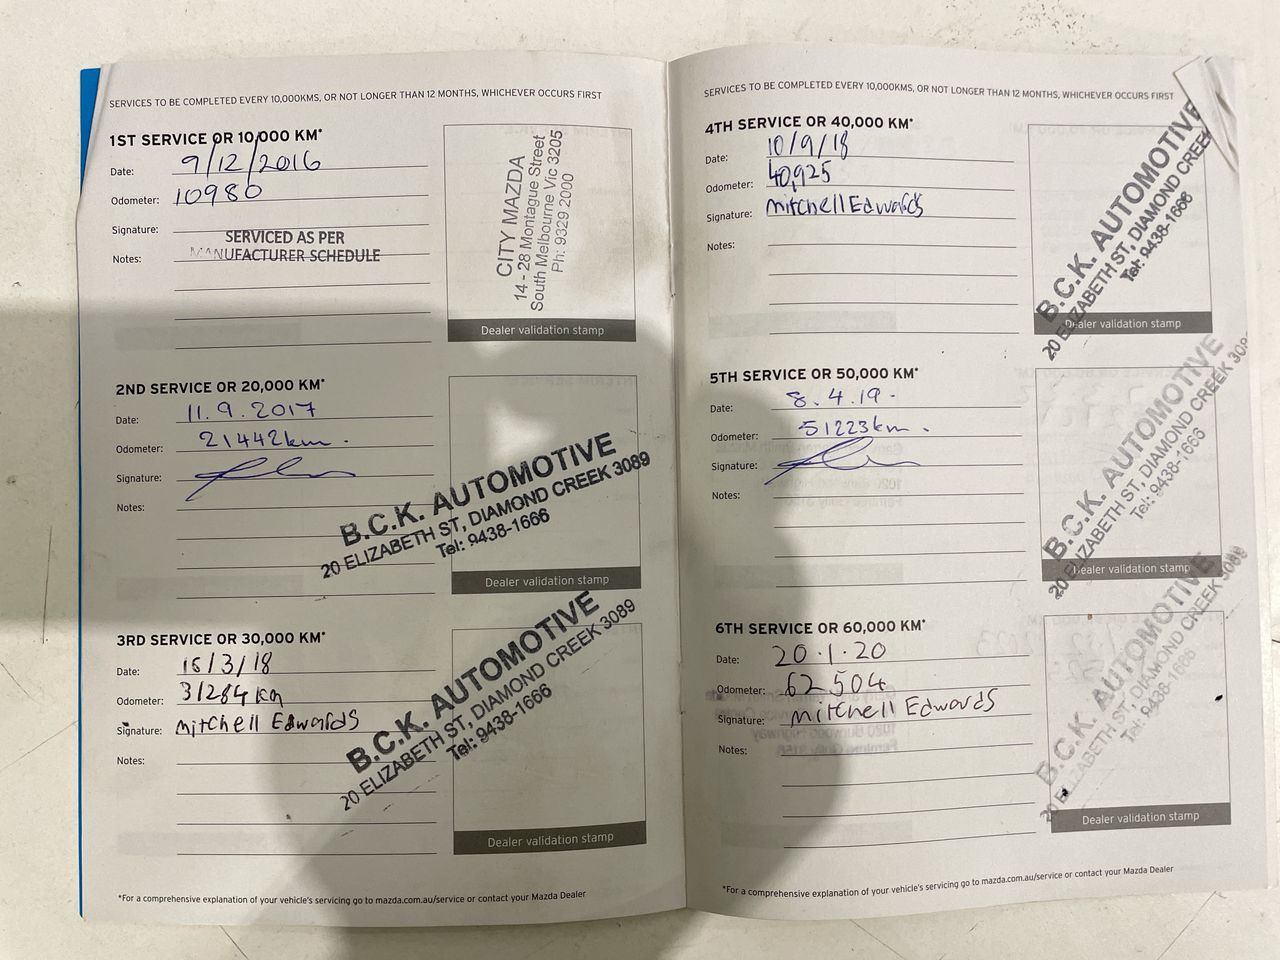 SERVICES TO BE COMPLETED EVERY 10,000KMS, OR NOT LONGER THAN 12 MONTHS, WHICHEVER OCCURS FIRST
1ST SERVICE OR 10,000 KM*
Date: 9/12/2016
Odometer: 10980
Signature:
SERVICED AS PER
Notes: MANUFACTURER SCHEDULE
CITY MAZDA
14 - 28 Montague Street
South Melbourne Vic 3205
Ph: 9329 2000
Dealer validation stamp
2ND SERVICE OR 20,000 KM*
Date: 11.9.2017
Odometer: 21442km.
Signature:
Notes:
B.C.K. AUTOMOTIVE
20 ELIZABETH ST, DIAMOND CREEK 3089
Tel: 9438-1666
Dealer validation stamp
3RD SERVICE OR 30,000 KM*
Date: 15/3/18
Odometer: 31284 km
Signature: Mitchell Edwards
Notes:
B.C.K. AUTOMOTIVE
20 ELIZABETH ST, DIAMOND CREEK 3089
Tel: 9438-1666
Dealer validation stamp
*For a comprehensive explanation of your vehicle's servicing go to mazda.com.au/service or contact your Mazda Dealer
SERVICES TO BE COMPLETED EVERY 10,000KMS, OR NOT LONGER THAN 12 MONTHS, WHICHEVER OCCURS FIRST
4TH SERVICE OR 40,000 KM*
Date: 10/9/18
Odometer: 40,925
Signature: Mitchell Edwards
Notes:
B.C.K. AUTOMOTIVE
20 ELIZABETH ST, DIAMOND CREEK
Tel: 9438-1666
Dealer validation stamp
5TH SERVICE OR 50,000 KM*
Date: 8.4.19.
Odometer: 51223km.
Signature:
Notes:
B.C.K. AUTOMOTIVE
20 ELIZABETH ST, DIAMOND CREEK 308
Tel: 9438-1666
Dealer validation stamp
6TH SERVICE OR 60,000 KM*
Date: 20.1.20
Odometer: 62504
Signature: Mitchell Edwards
Notes:
B.C.K. AUTOMOTIVE
20 ELIZABETH ST, DIAMOND CREEK 3089
Tel: 9438-1666
Dealer validation stamp
*For a comprehensive explanation of your vehicle's servicing go to mazda.com.au/service or contact your Mazda Dealer